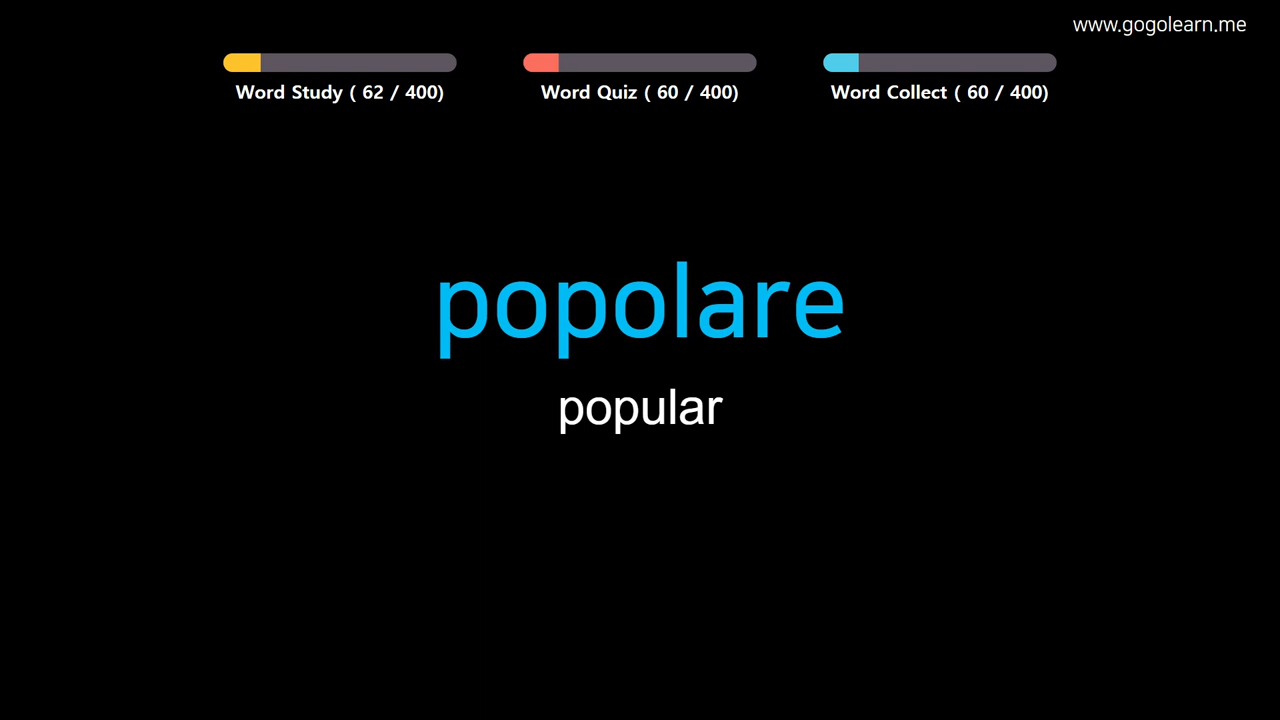 www.gogolearn.me
Word Study ( 62 / 400)
Word Quiz ( 60 / 400)
Word Collect ( 60 / 400)
popolare
popular